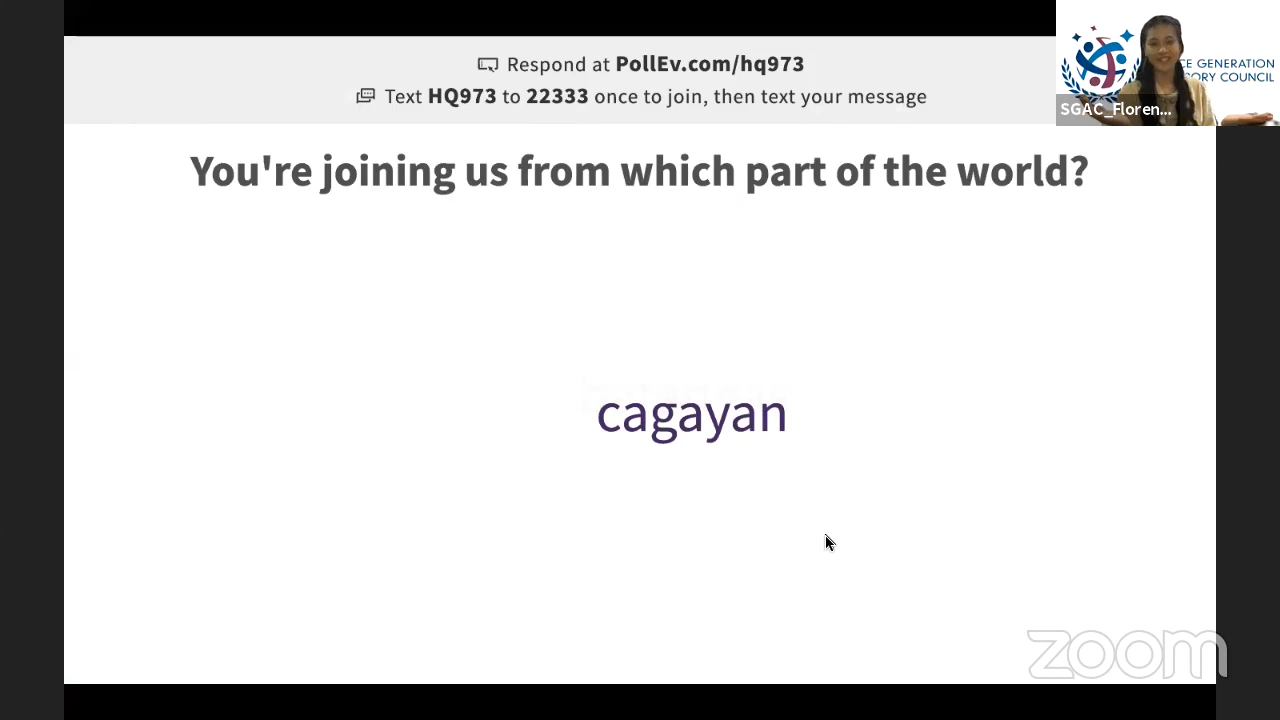 Respond at PollEv.com/hq973
Text HQ973 to 22333 once to join, then text your message
CE GENERATION
SORY COUNCIL
SGAC_Floren...
You're joining us from which part of the world?
cagayan
zoom